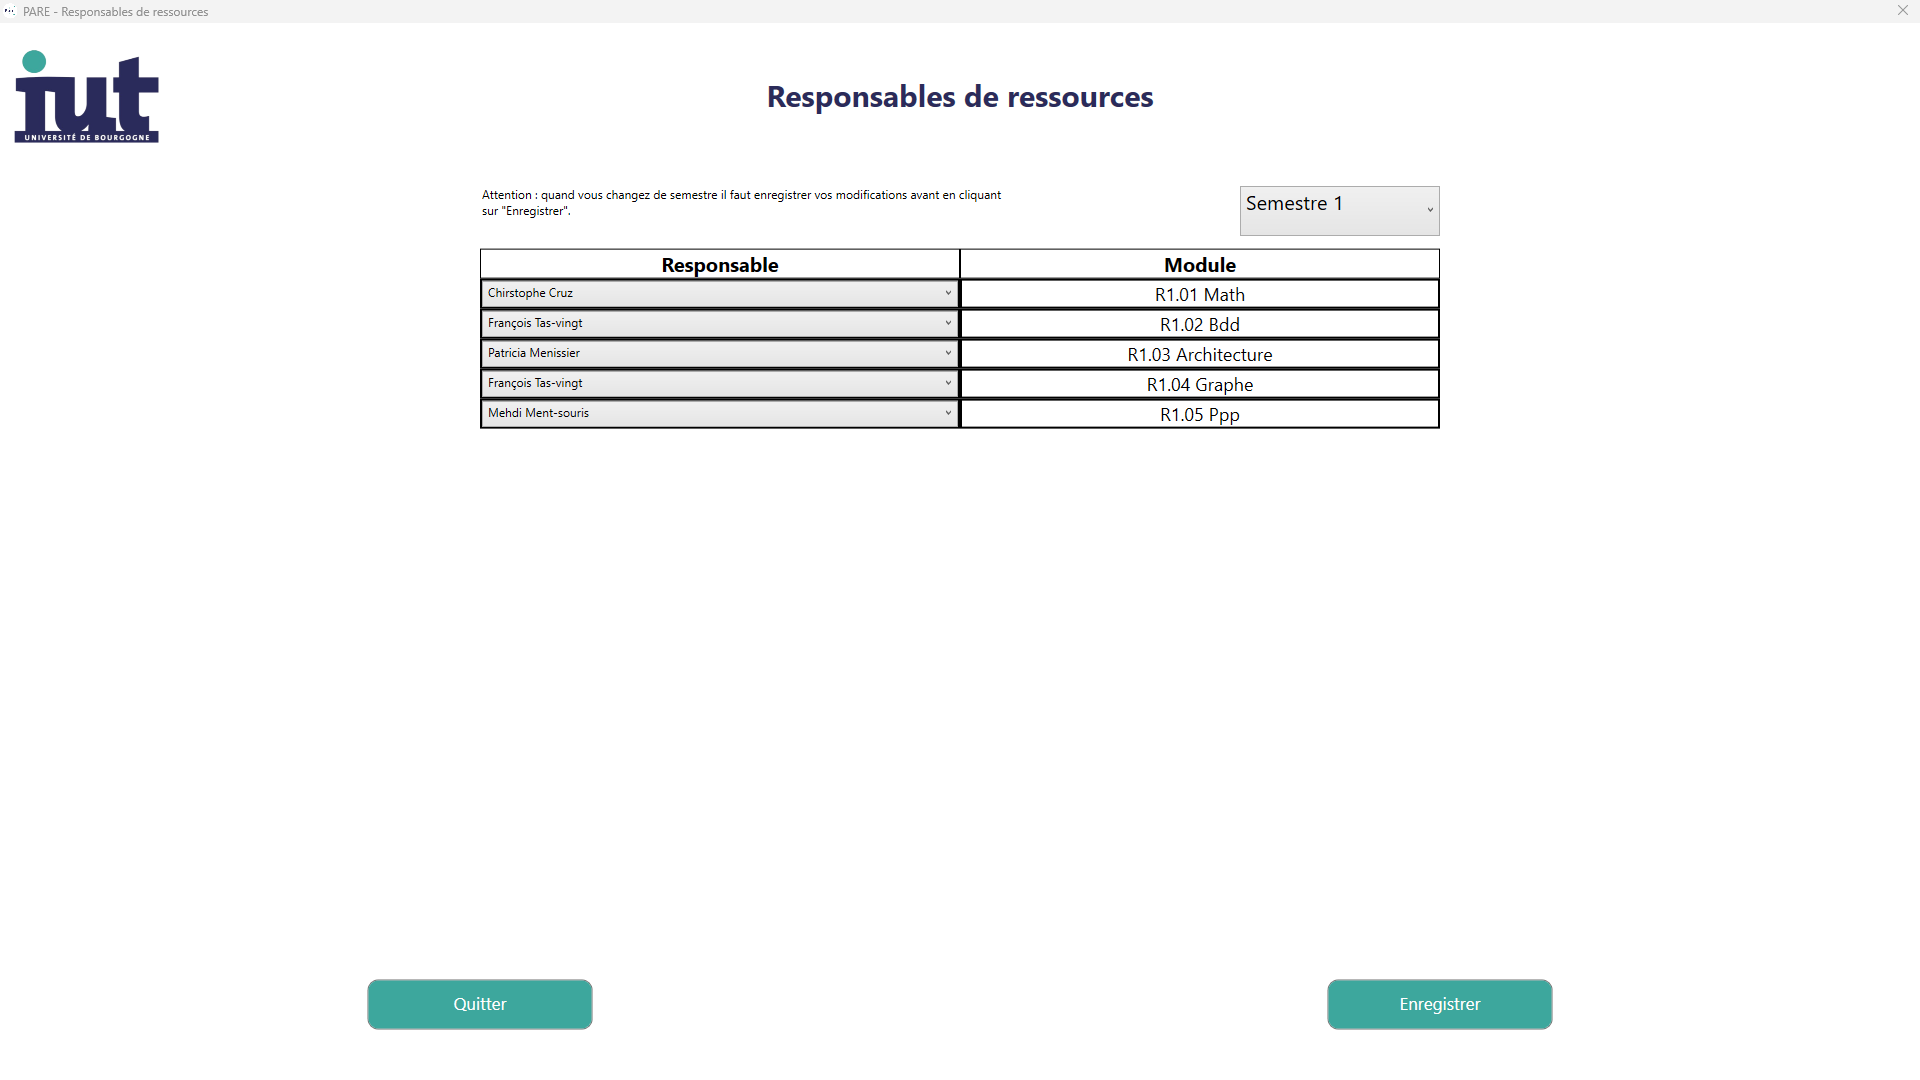 PARE - Responsables de ressources
iut
UNIVERSITÉ DE BOURGOGNE
Responsables de ressources
Attention : quand vous changez de semestre il faut enregistrer vos modifications avant en cliquant
sur "Enregistrer".
Semestre 1
Responsable Module
Chirstophe Cruz R1.01 Math
François Tas-vingt R1.02 Bdd
Patricia Menissier R1.03 Architecture
François Tas-vingt R1.04 Graphe
Mehdi Ment-souris R1.05 Ppp
Quitter Enregistrer